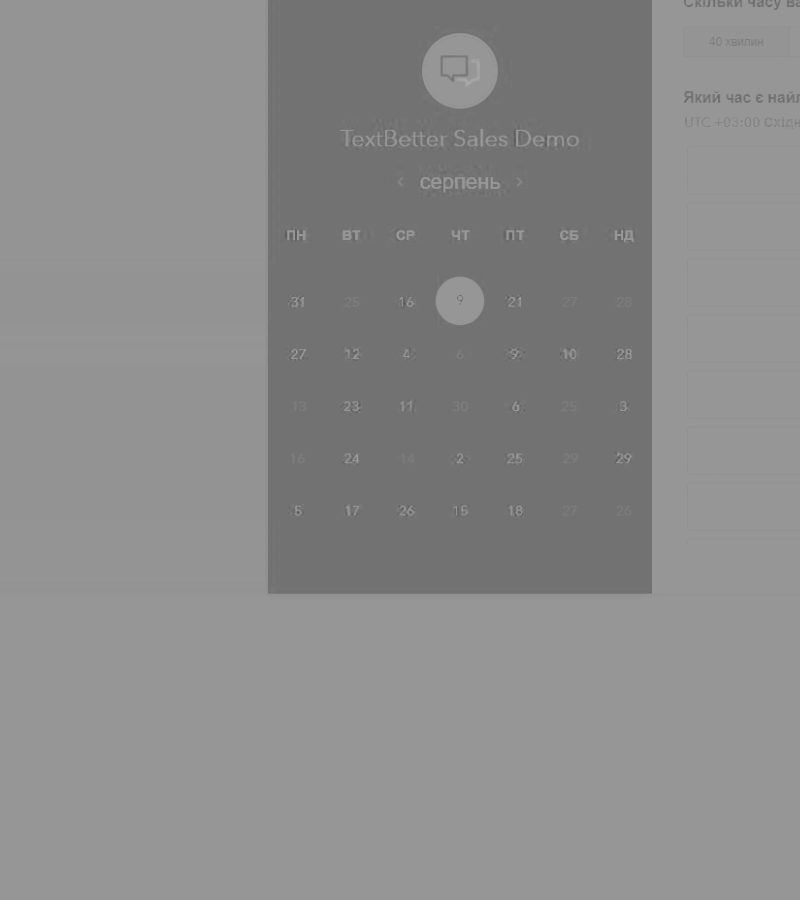 Скільки часу ва
40 хвилин
Який час є найл
UTC +03:00 Східн
TextBetter Sales Demo
‹ серпень ›
ПН ВТ СР ЧТ ПТ СБ НД
31 25 16 9 21 27 28
27 12 4 6 9 10 28
13 23 11 30 6 25 3
16 24 14 2 25 29 29
5 17 26 15 18 27 26